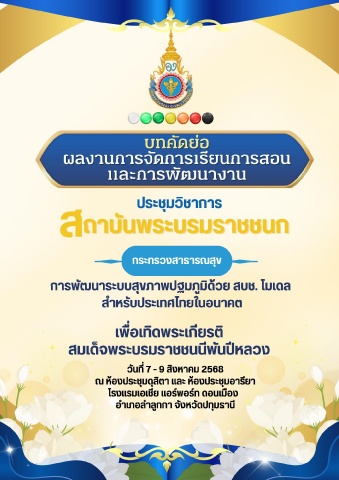 บทคัดย่อ
ผลงานการจัดการเรียนการสอน
และการพัฒนางาน
ประชุมวิชาการ
สถาบันพระบรมราชชนก
กระทรวงสาธารณสุข
การพัฒนาระบบสุขภาพปฐมภูมิด้วย สบช. โมเดล
สำหรับประเทศไทยในอนาคต
เพื่อเทิดพระเกียรติ
สมเด็จพระบรมราชชนนีพันปีหลวง
วันที่ 7 - 9 สิงหาคม 2568
ณ ห้องประชุมดุสิตา และ ห้องประชุมอารียา
โรงแรมเอเชีย แอร์พอร์ท ดอนเมือง
อำเภอลำลูกกา จังหวัดปทุมธานี